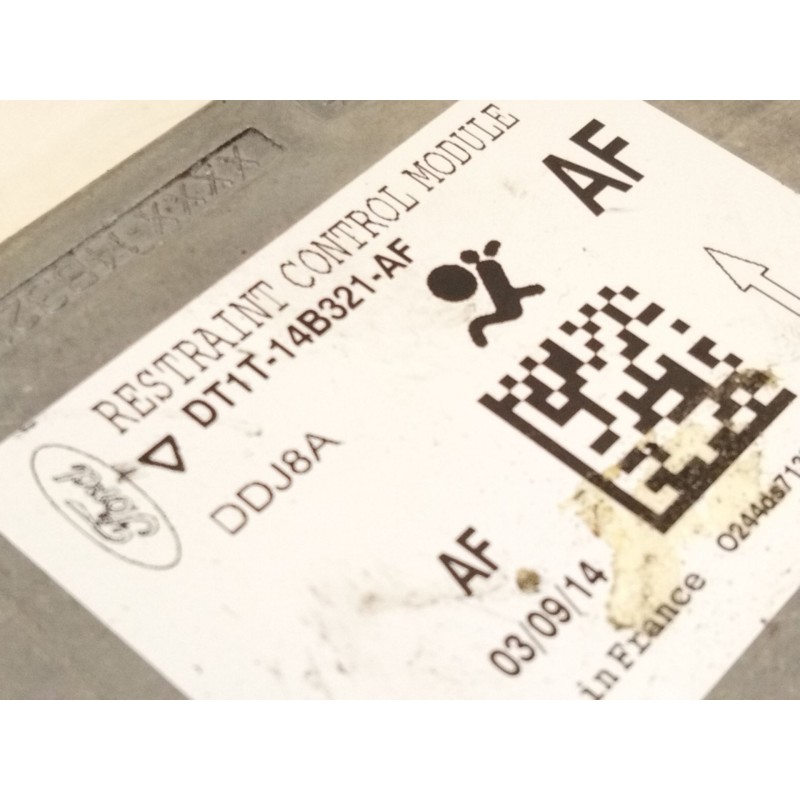 RESTRAINT CONTROL MODULE
AF
DT1T-14B321-AF
Ford
DDJ8A
AF
03/09/14
in France